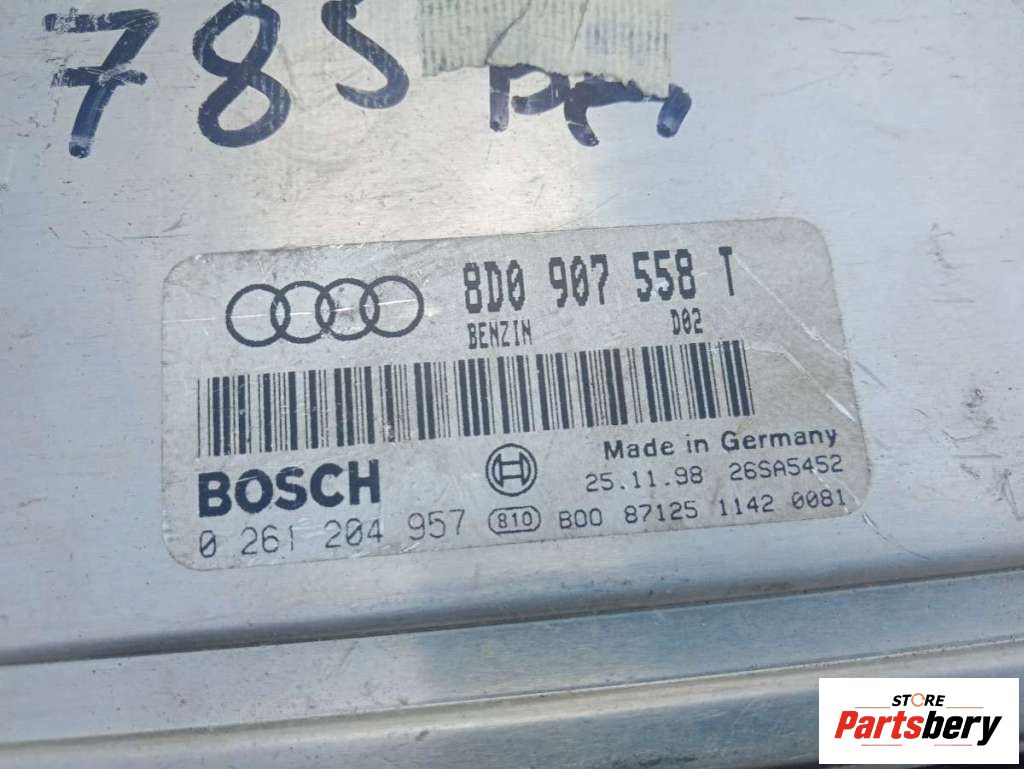 785
8D0 907 558 T
BENZIN D02
BOSCH
Made in Germany
25.11.98 26SA5452
0 261 204 957 810 B00 87125 1142 0081
STORE
Partsbery